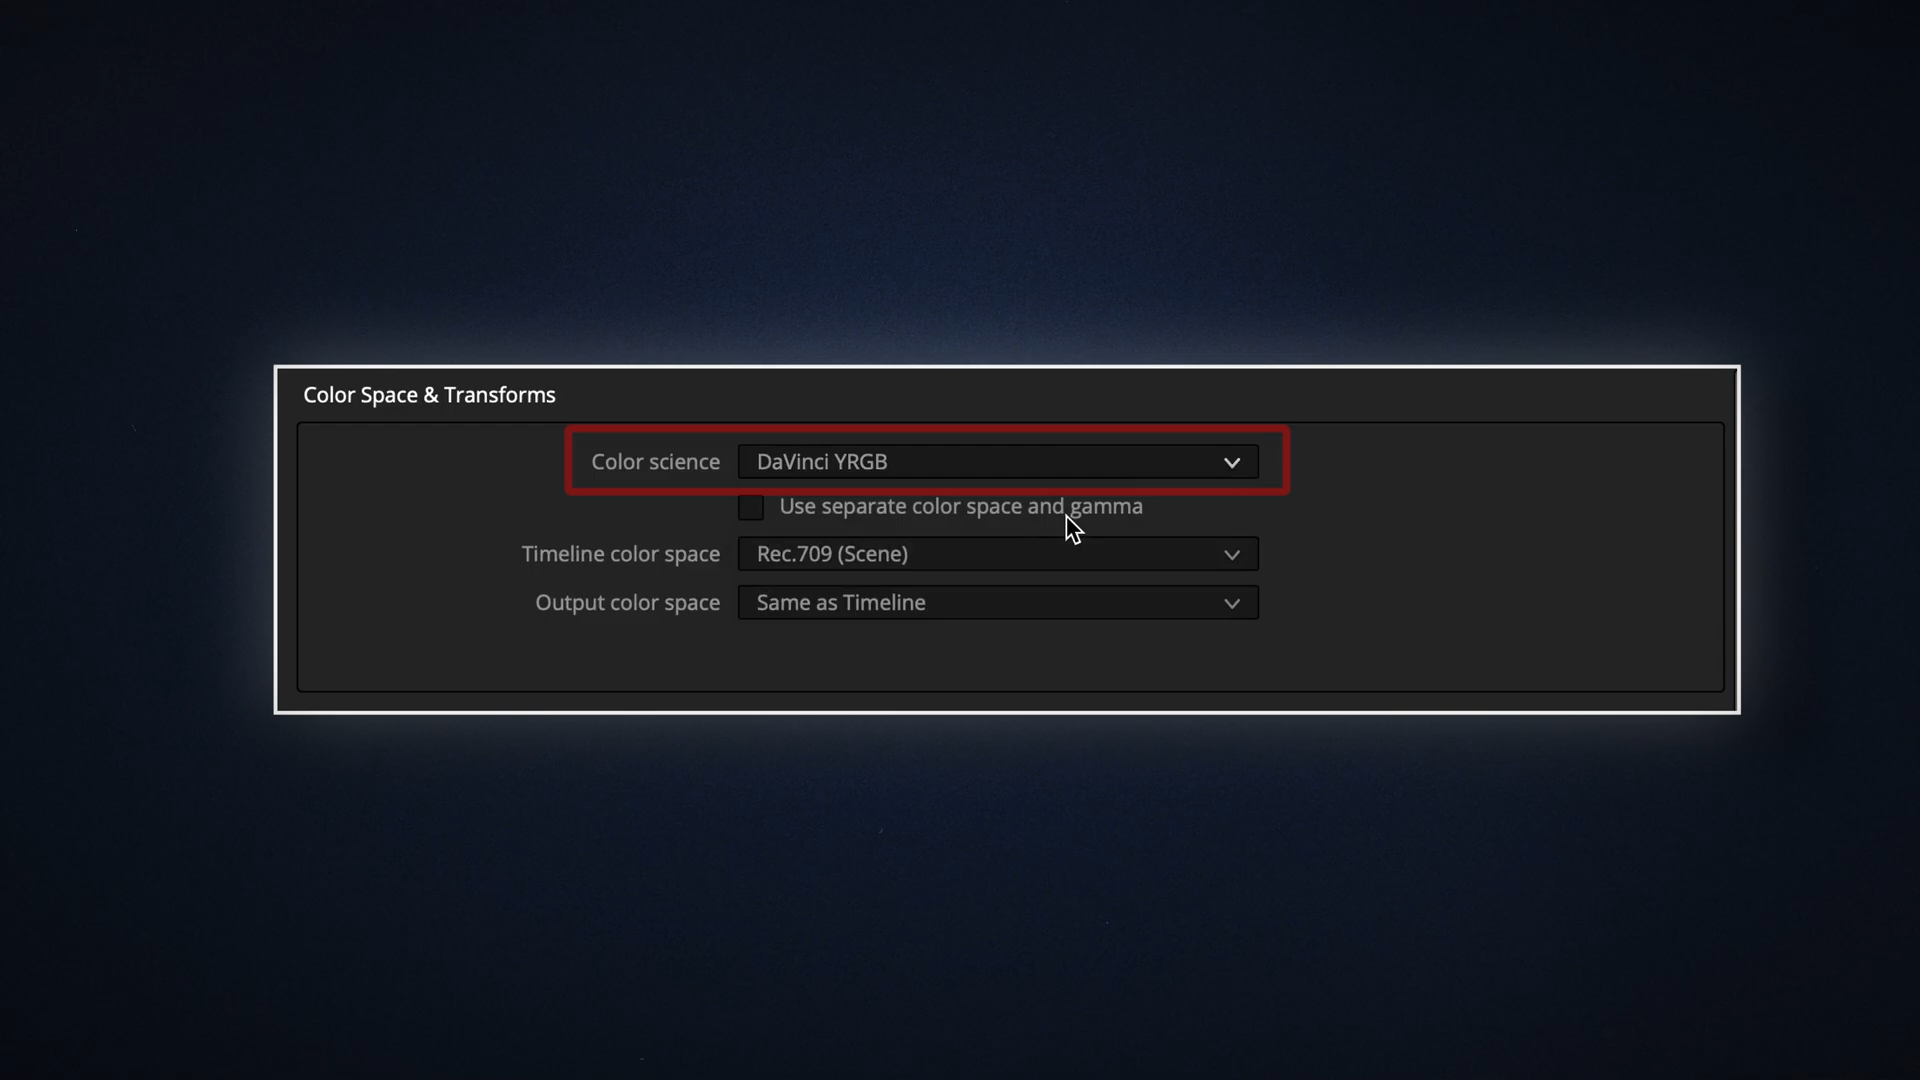 Color Space & Transforms
Color science DaVinci YRGB
Use separate color space and gamma
Timeline color space Rec.709 (Scene)
Output color space Same as Timeline